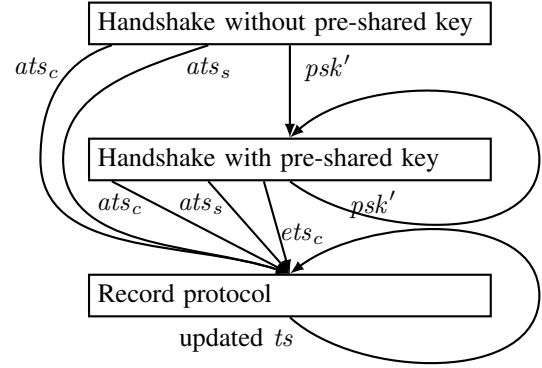 Handshake without pre-shared key
ats_c ats_s psk′
Handshake with pre-shared key
ats_c ats_s psk′
ets_c
Record protocol
updated ts